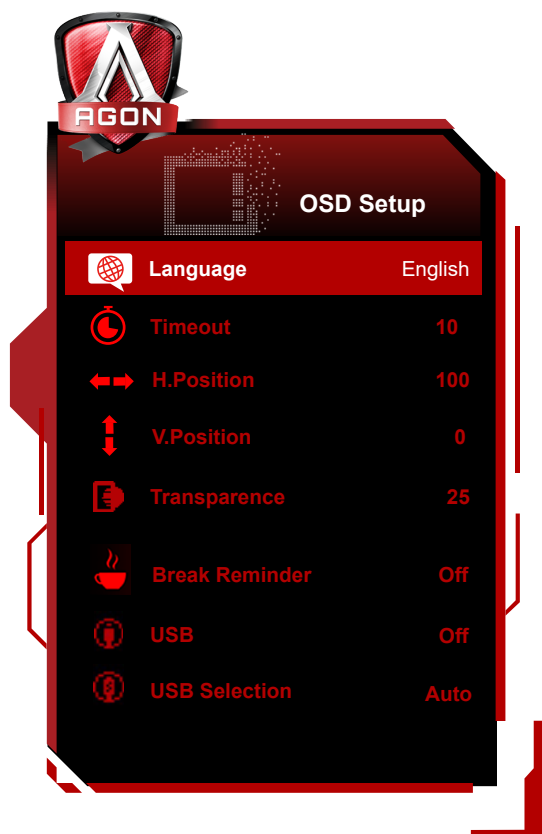 AGON
OSD Setup
Language English
Timeout 10
H.Position 100
V.Position 0
Transparence 25
Break Reminder Off
USB Off
USB Selection Auto